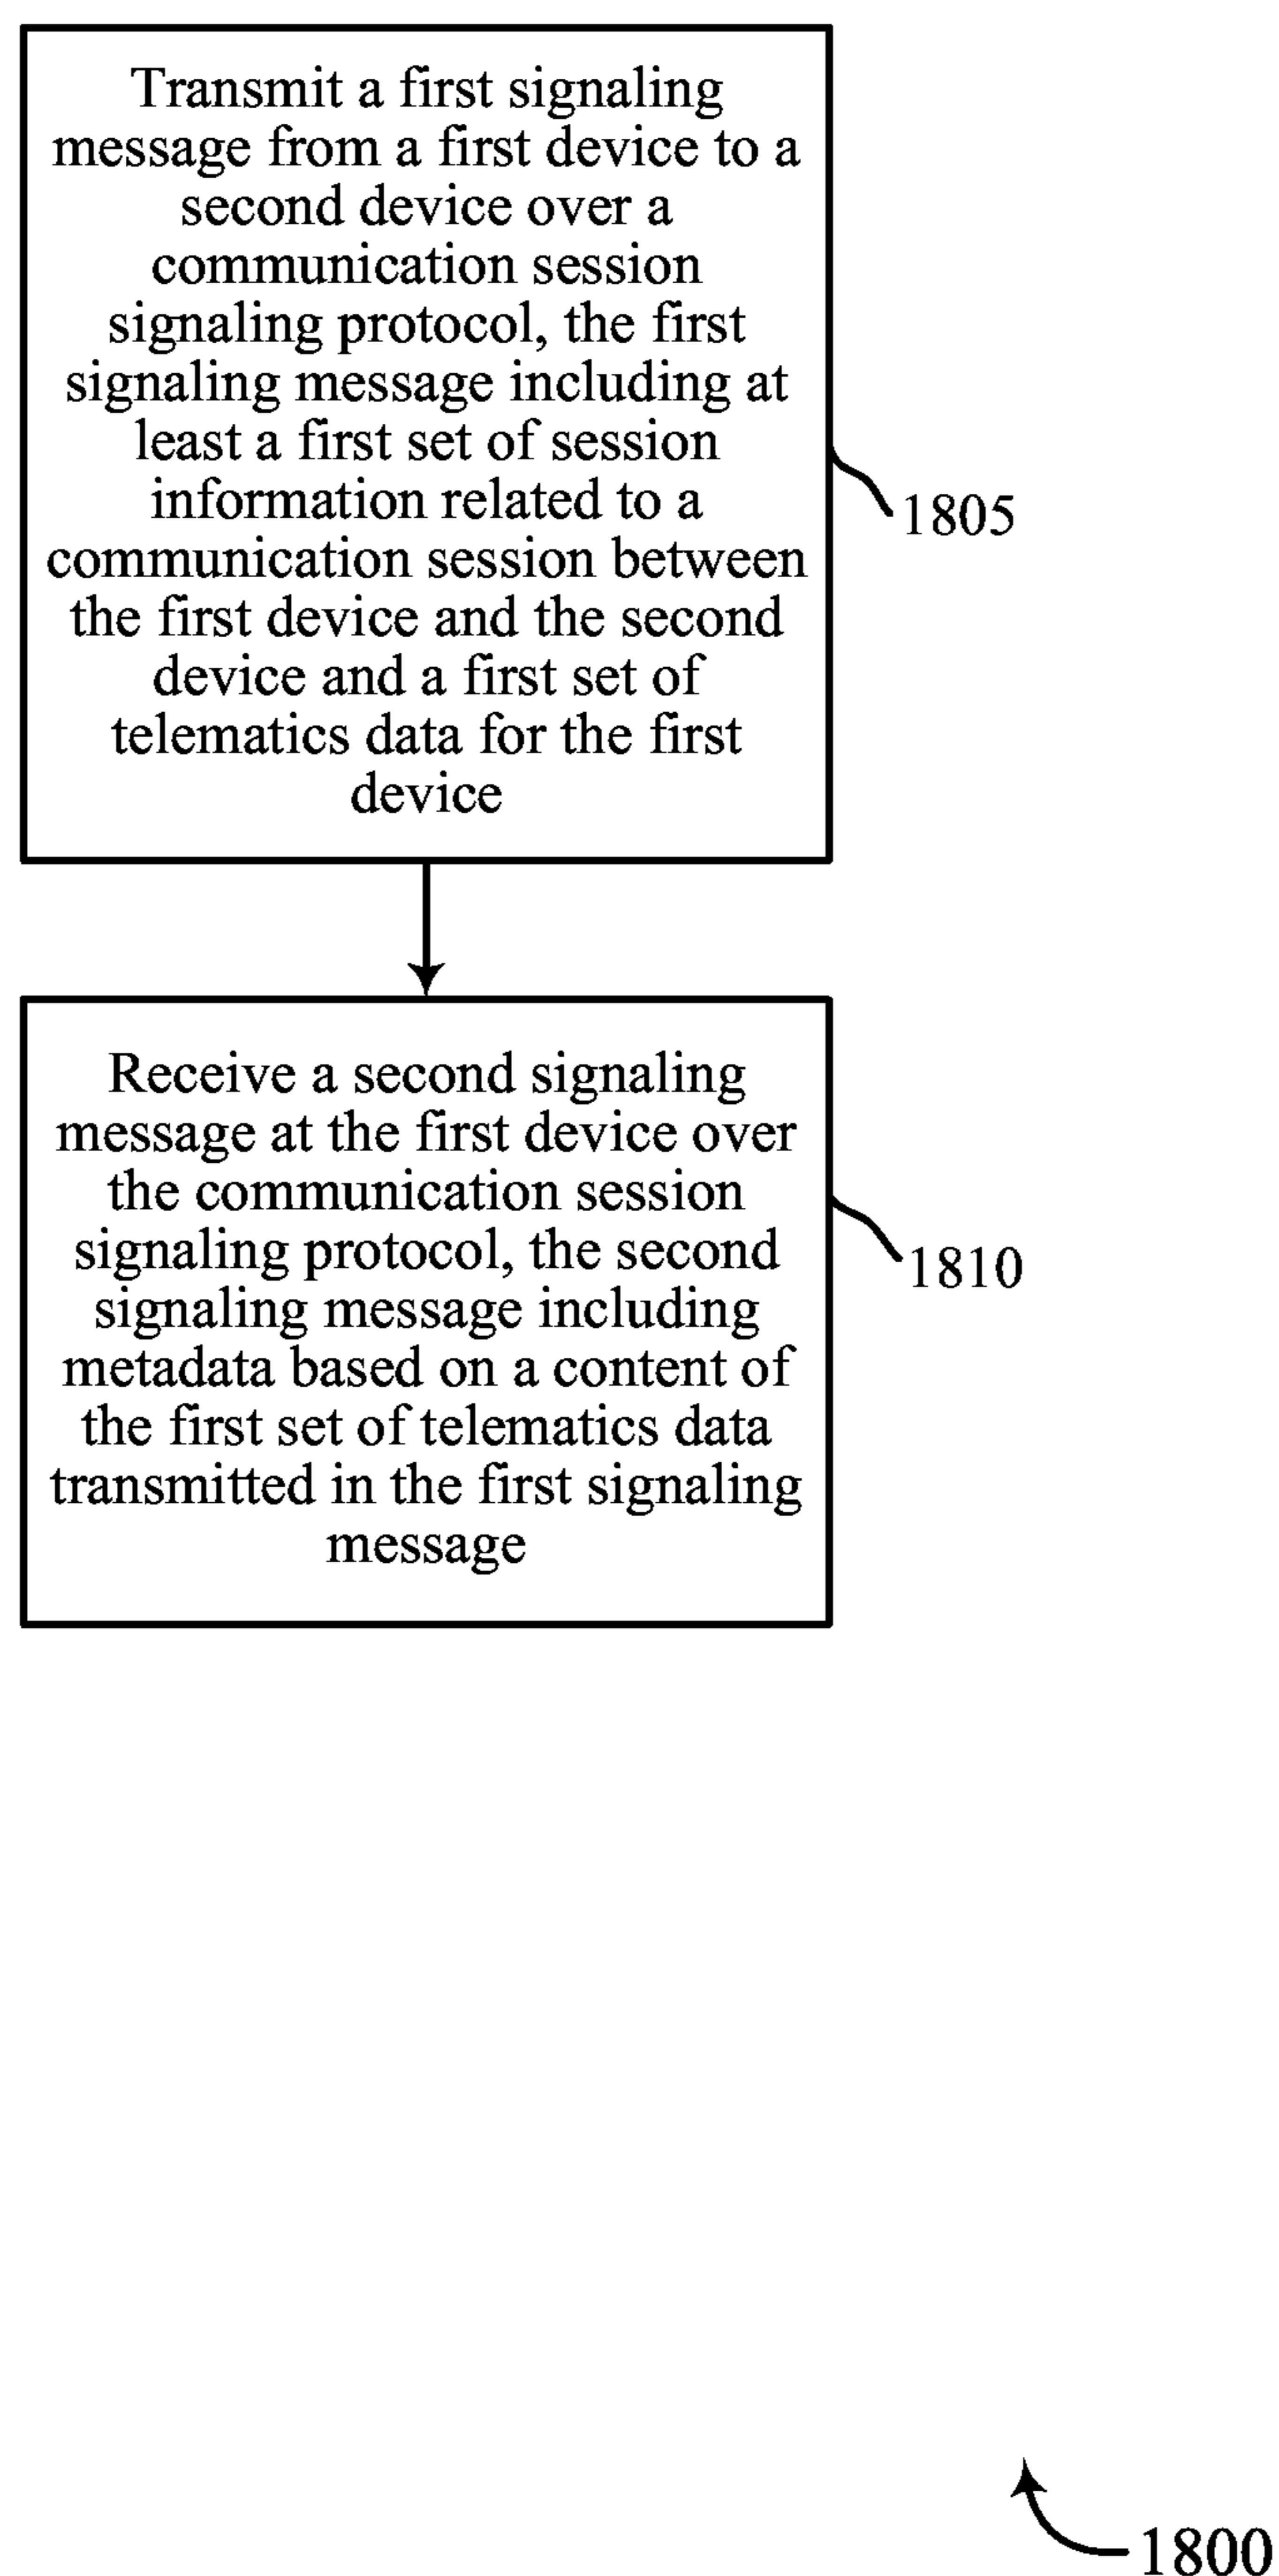 Transmit a first signaling
message from a first device to a
second device over a
communication session
signaling protocol, the first
signaling message including at
least a first set of session
information related to a
communication session between
the first device and the second
device and a first set of
telematics data for the first
device
1805
Receive a second signaling
message at the first device over
the communication session
signaling protocol, the second
signaling message including
metadata based on a content of
the first set of telematics data
transmitted in the first signaling
message
1810
1800